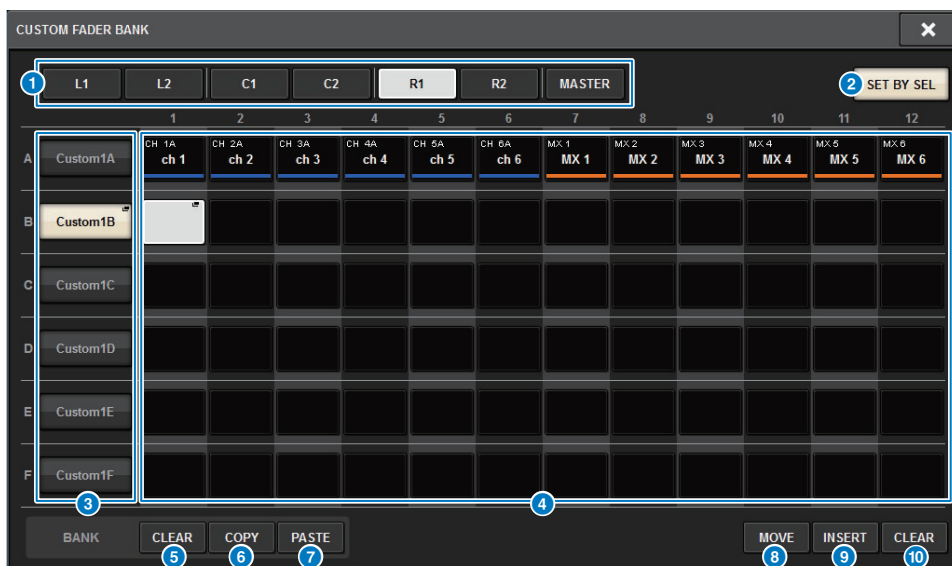 CUSTOM FADER BANK
1 L1 L2 C1 C2 R1 R2 MASTER 2 SET BY SEL
1 2 3 4 5 6 7 8 9 10 11 12
CH 1A CH 2A CH 3A CH 4A CH 5A CH 6A MX 1 MX 2 MX 3 MX 4 MX 5 MX 6
A Custom1A ch 1 ch 2 ch 3 ch 4 ch 5 ch 6 MX 1 MX 2 MX 3 MX 4 MX 5 MX 6
B Custom1B
C Custom1C
D Custom1D
E Custom1E
F Custom1F
3 4
BANK CLEAR COPY PASTE MOVE INSERT CLEAR
5 6 7 8 9 10